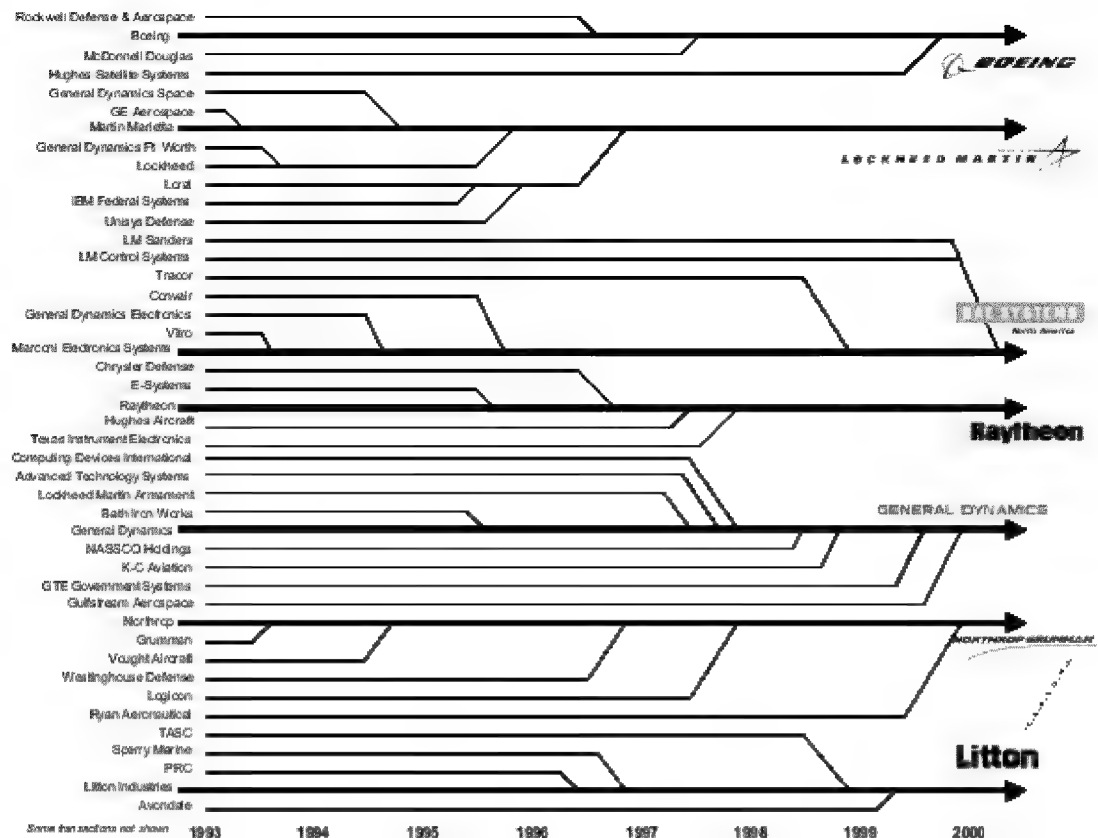 Rockwell Defense & Aerospace
Boeing
McDonnell Douglas
Hughes Satellite Systems
BOEING
General Dynamics Space
GE Aerospace
Martin Marietta
General Dynamics Ft Worth
LOCKHEED MARTIN
Lockheed
Loral
IBM Federal Systems
Unisys Defense
LM Sanders
LM Control Systems
Tracor
Convair
General Dynamics Electronics
BAE SYSTEMS
North America
Vitro
Marconi Electronics Systems
Chrysler Defense
E-Systems
Raytheon
Hughes Aircraft
Raytheon
Texas Instrument Electronics
Computing Devices International
Advanced Technology Systems
Lockheed Martin Armament
Bath Iron Works
GENERAL DYNAMICS
General Dynamics
NASSCO Holdings
K-C Aviation
GTE Government Systems
Gulfstream Aerospace
Northrop
Grumman
NORTHROP GRUMMAN
Vought Aircraft
Westinghouse Defense
Logicon
Ryan Aeronautical
TASC
Sperry Marine
Litton
PRC
Litton Industries
Avondale
Some transactions not shown
1993 1994 1995 1996 1997 1998 1999 2000